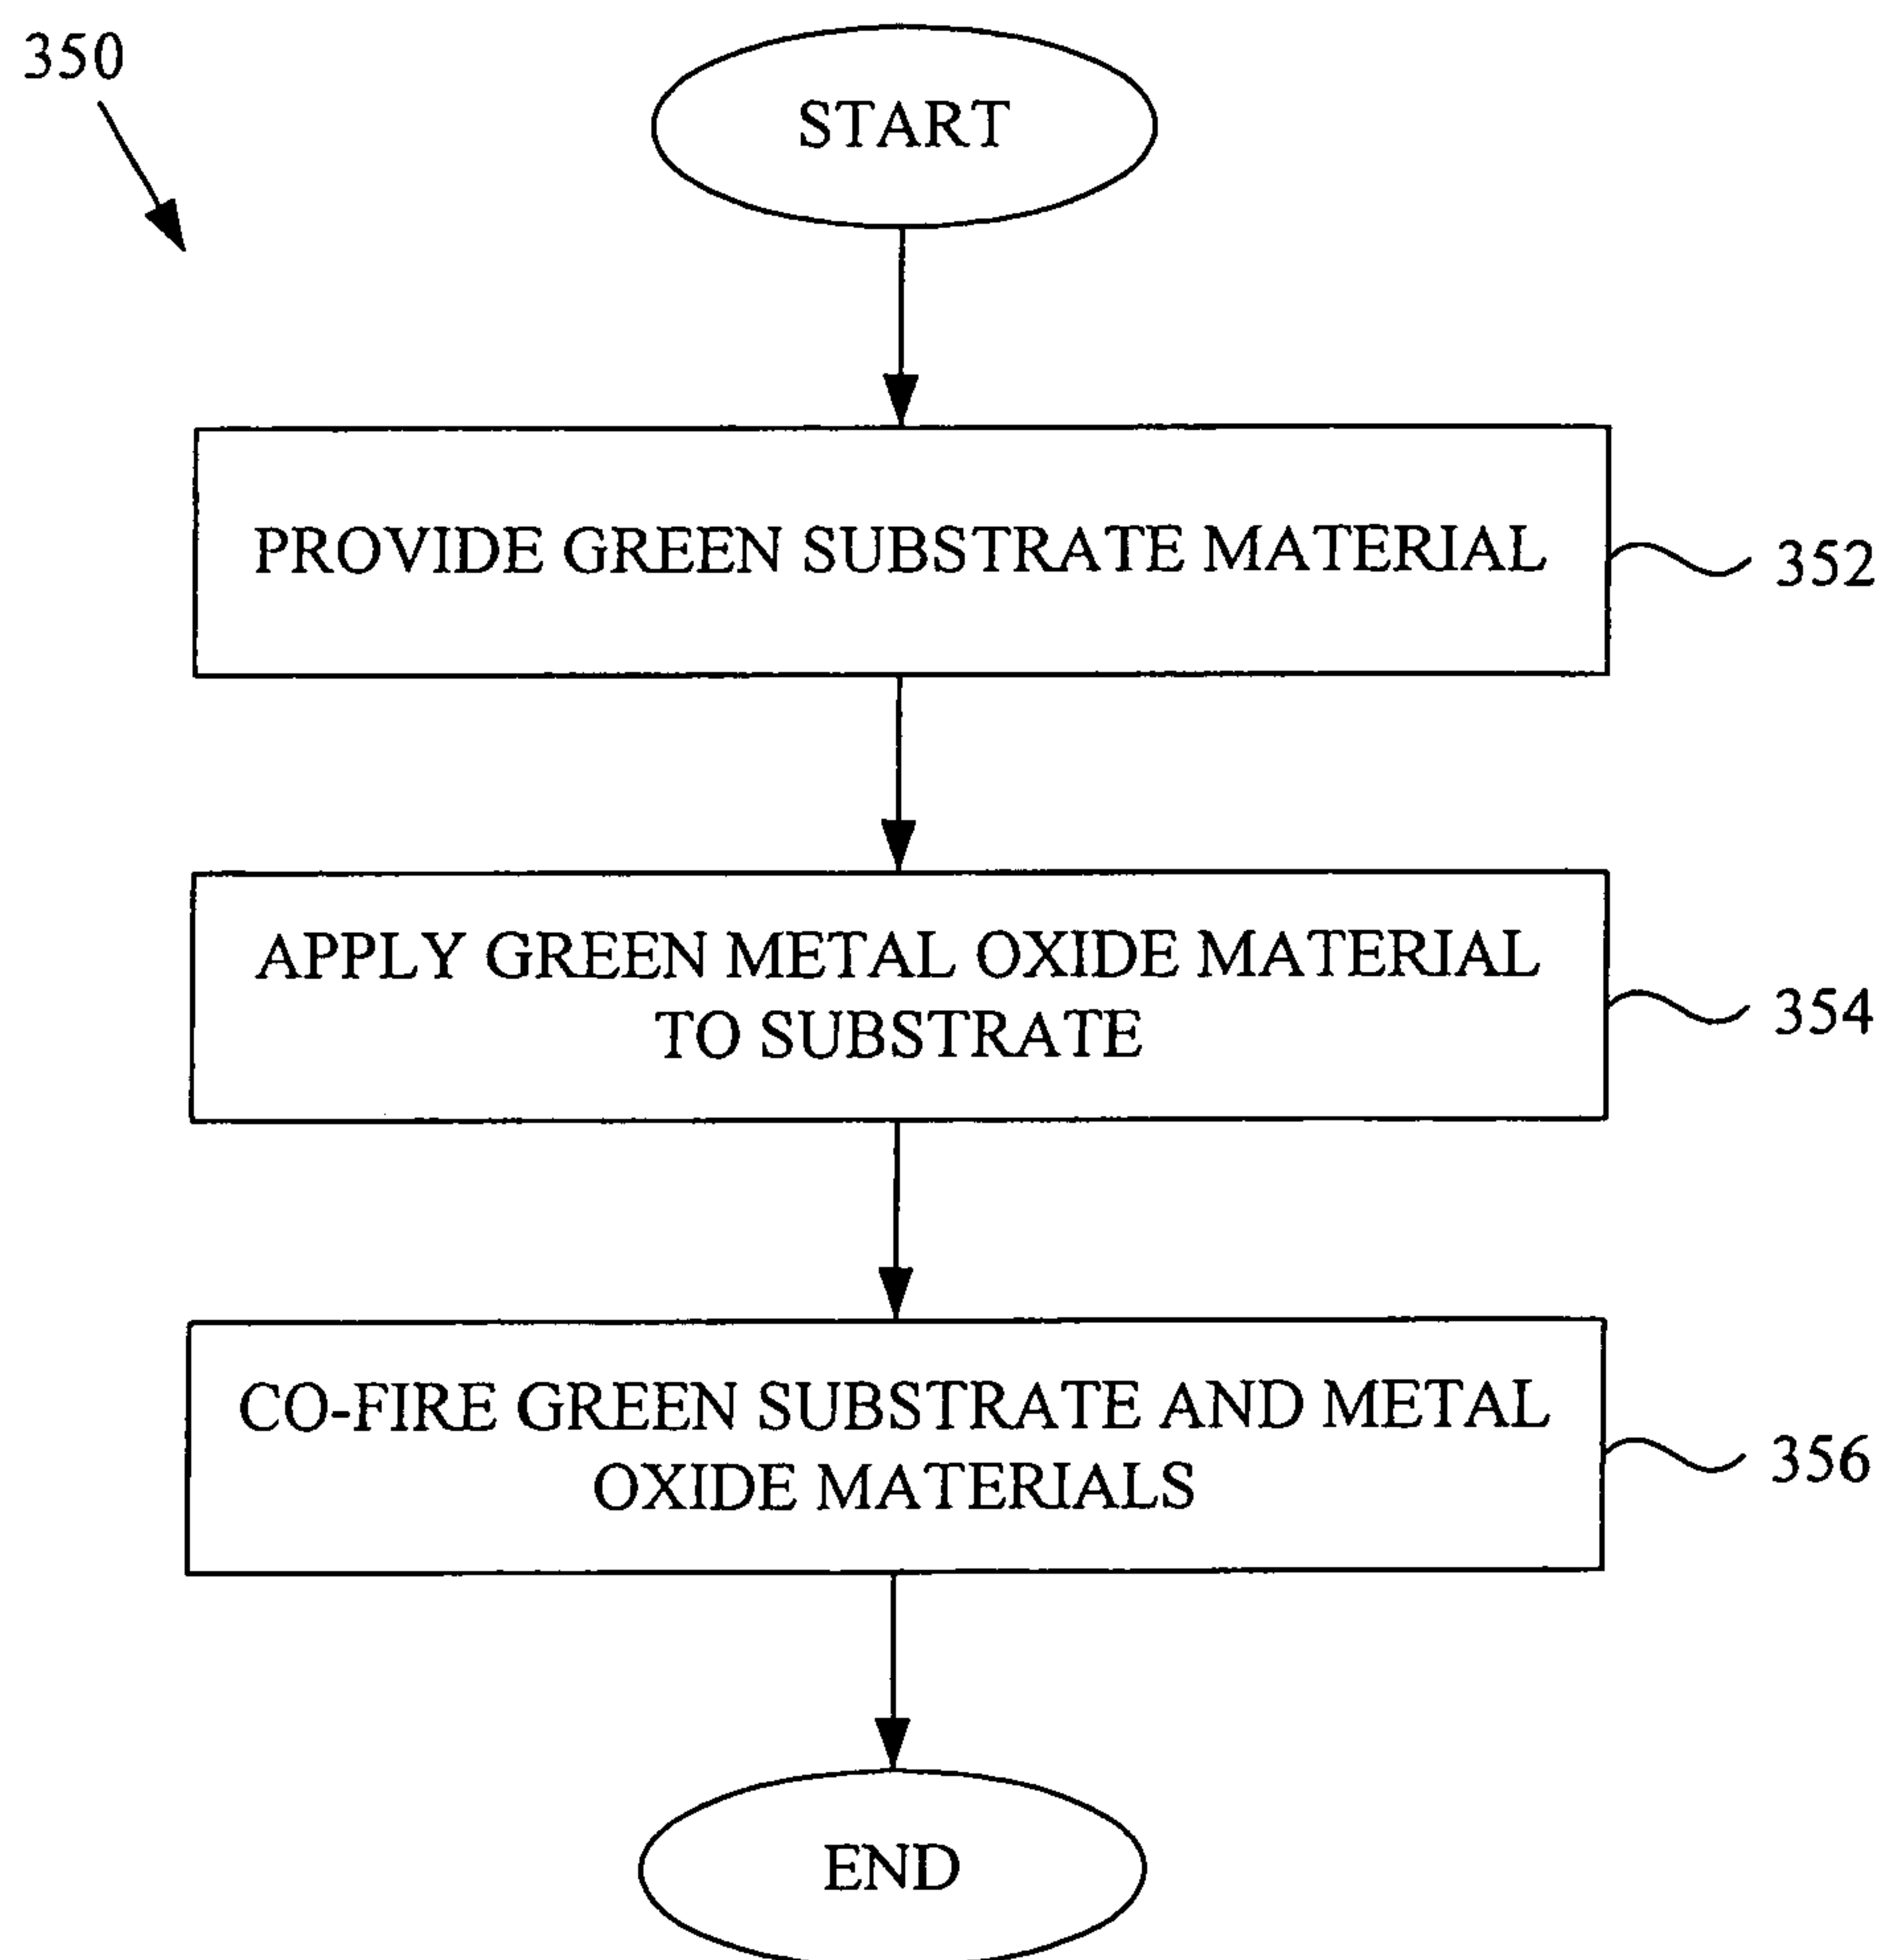 350
START
PROVIDE GREEN SUBSTRATE MATERIAL
352
APPLY GREEN METAL OXIDE MATERIAL
TO SUBSTRATE
354
CO-FIRE GREEN SUBSTRATE AND METAL
OXIDE MATERIALS
356
END